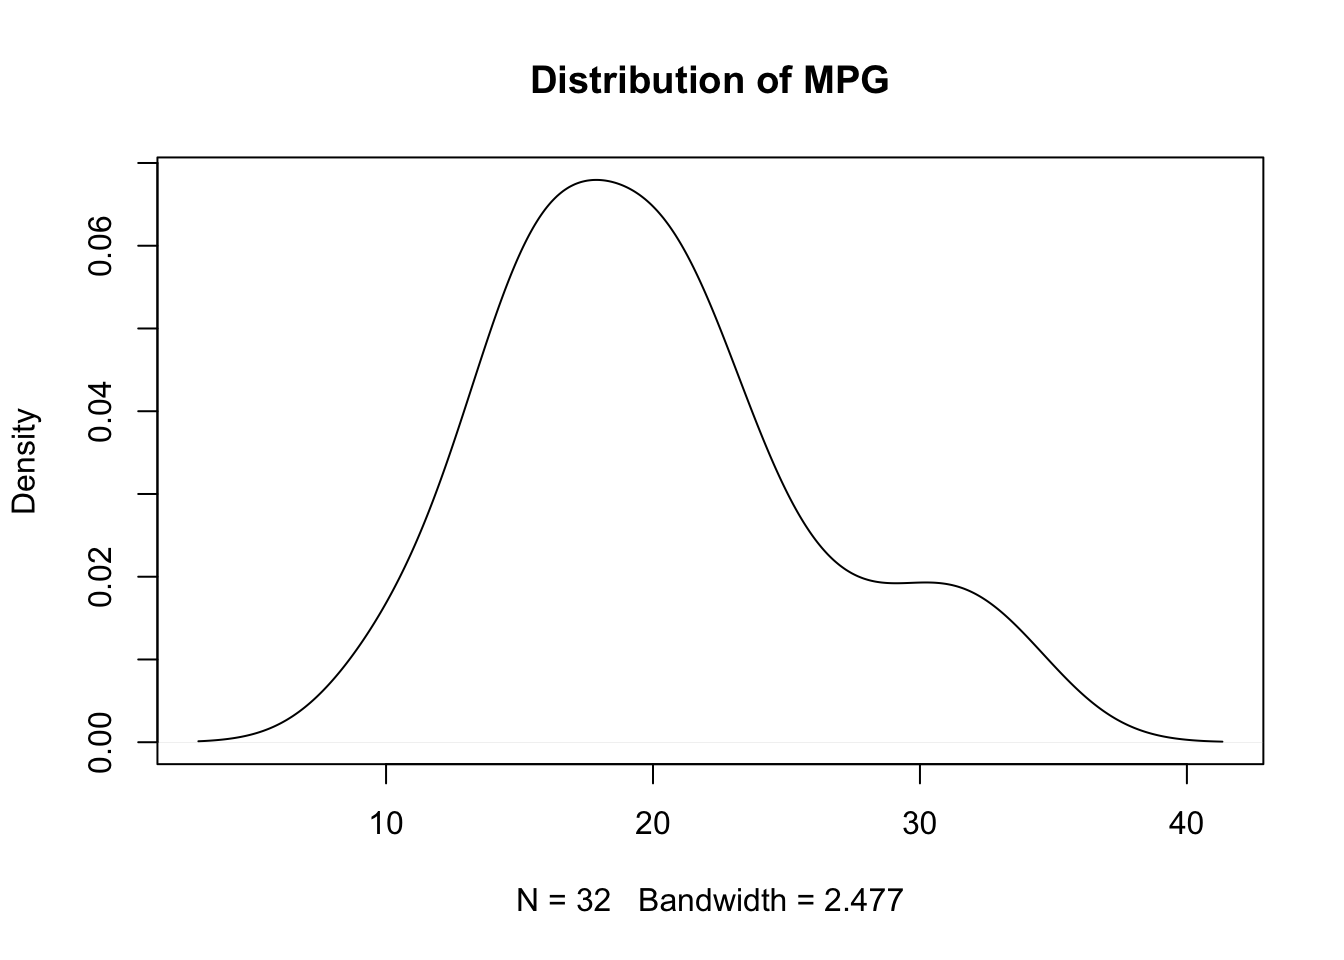 Distribution of MPG
Density
0.00
0.02
0.04
0.06
10 20 30 40
N = 32 Bandwidth = 2.477